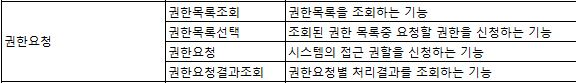 권한목록조회 권한목록을 조회하는 기능
권한목록선택 조회된 권한 목록중 요청할 권한을 신청하는 기능
권한요청
권한요청 시스템의 접근 권할을 신청하는 기능
권한요청결과조회 권한요청별 처리결과를 조회하는 기능